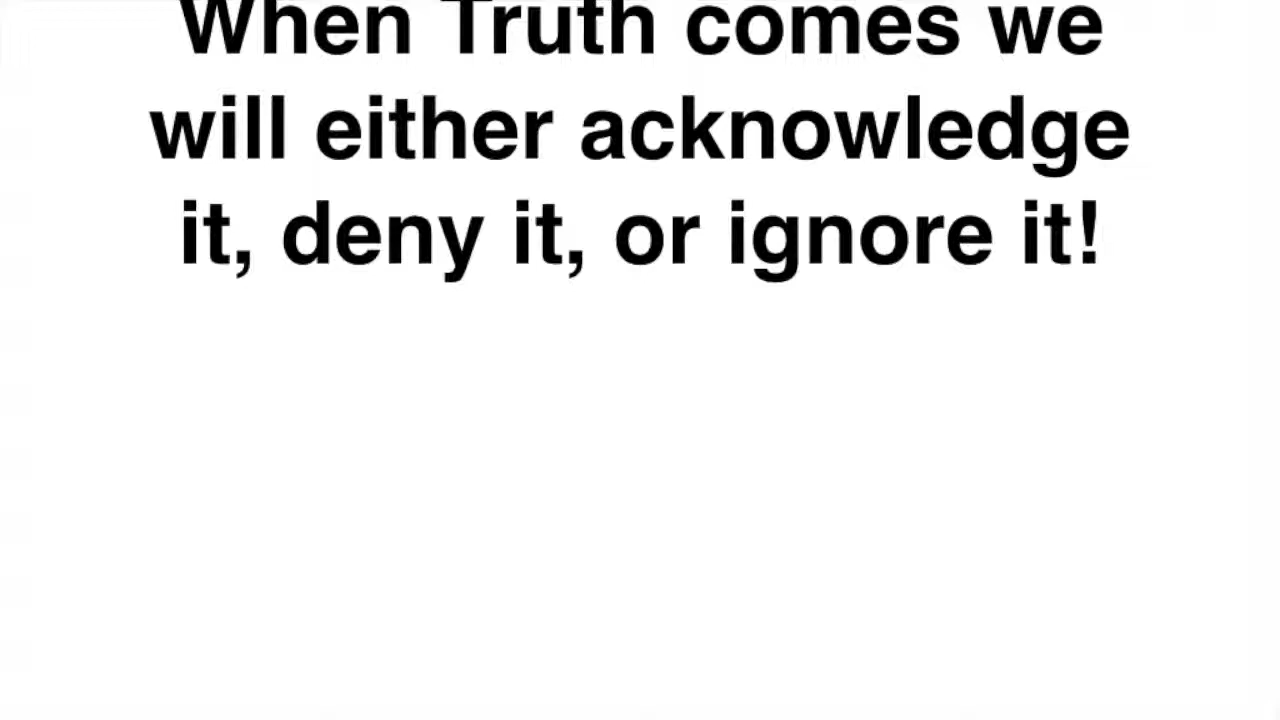 When Truth comes we
will either acknowledge
it, deny it, or ignore it!